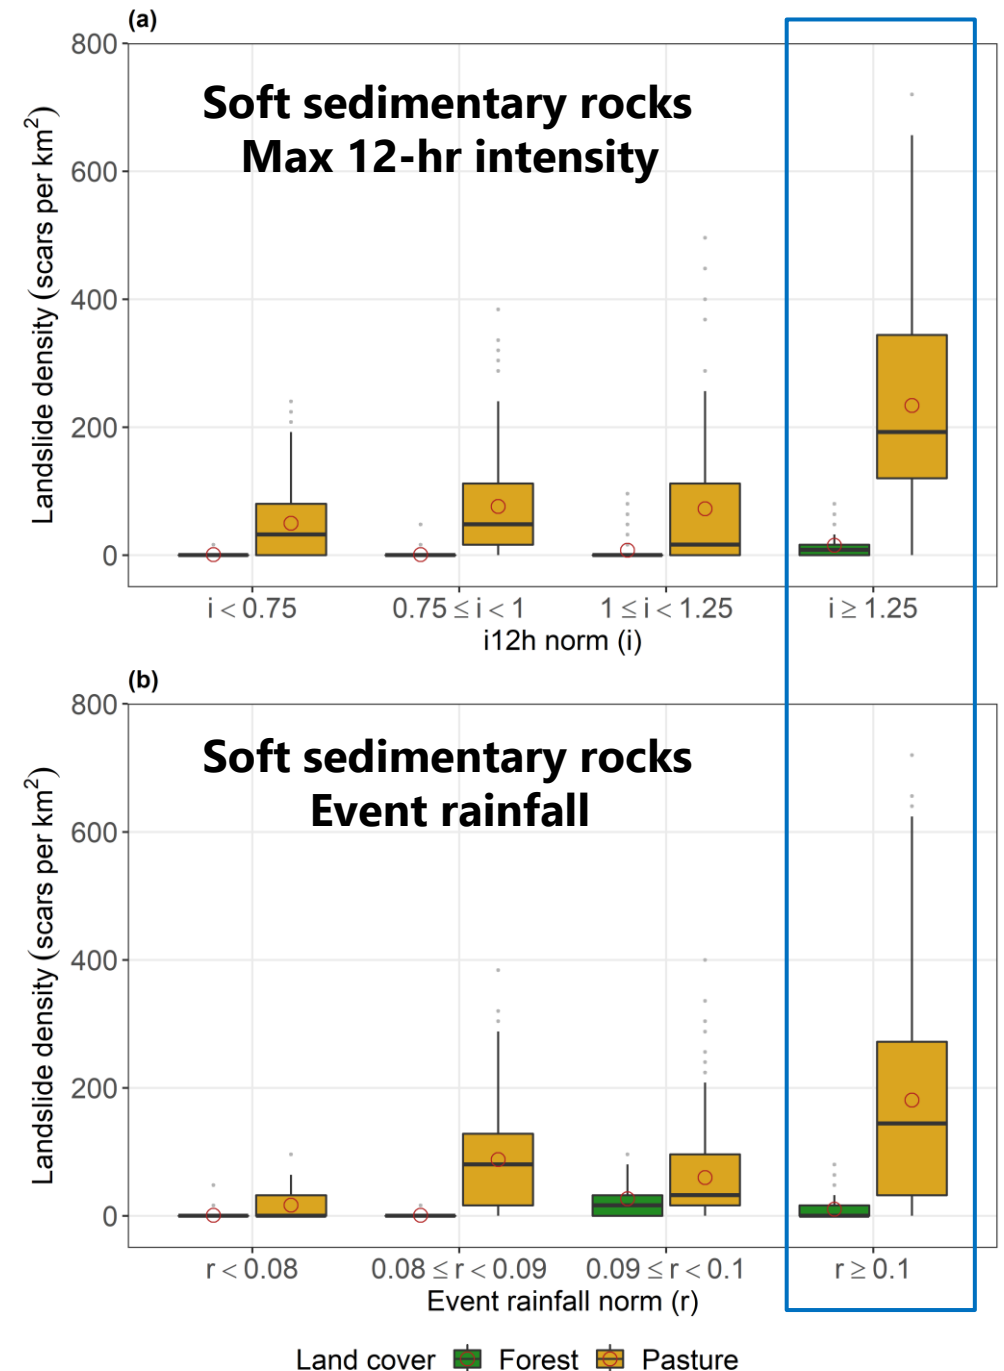 (a)
Soft sedimentary rocks
Max 12-hr intensity
Landslide density (scars per km²)
800
600
400
200
0
i < 0.75
0.75 ≤ i < 1
1 ≤ i < 1.25
i ≥ 1.25
i12h norm (i)
(b)
Soft sedimentary rocks
Event rainfall
Landslide density (scars per km²)
800
600
400
200
0
r < 0.08
0.08 ≤ r < 0.09
0.09 ≤ r < 0.1
r ≥ 0.1
Event rainfall norm (r)
Land cover Forest Pasture